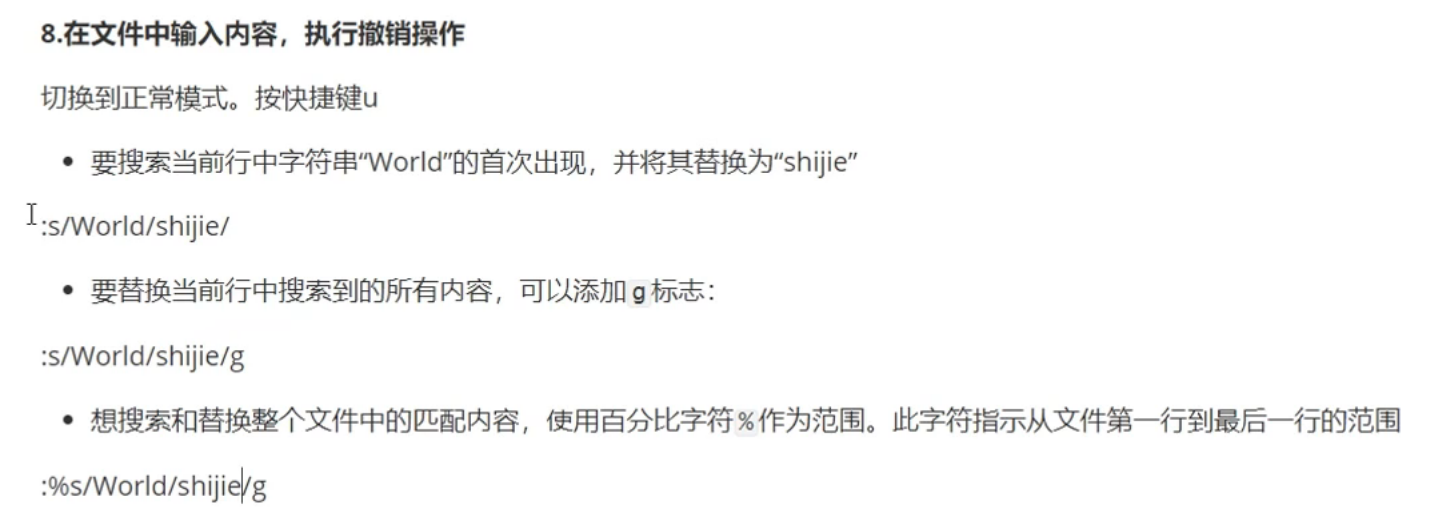 8.在文件中输入内容，执行撤销操作
切换到正常模式。按快捷键u
• 要搜索当前行中字符串“World”的首次出现，并将其替换为“shijie”
:s/World/shijie/
• 要替换当前行中搜索到的所有内容，可以添加 g 标志：
:s/World/shijie/g
• 想搜索和替换整个文件中的匹配内容，使用百分比字符 % 作为范围。此字符指示从文件第一行到最后一行的范围
:%s/World/shijie/g